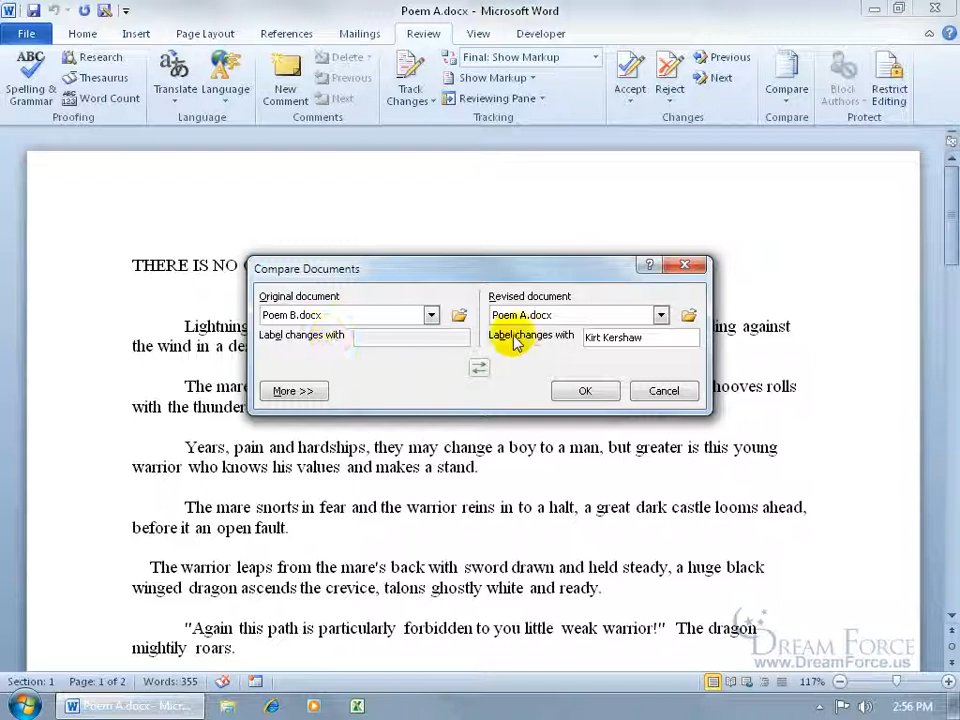 Poem A.docx - Microsoft Word
File Home Insert Page Layout References Mailings Review View Developer
ABC Spelling & Grammar
Research
Thesaurus
ABC 123 Word Count
Proofing
Translate
Language
Language
New Comment
Delete
Previous
Next
Comments
Track Changes
Final: Show Markup
Show Markup
Reviewing Pane
Tracking
Accept
Reject
Previous
Next
Changes
Compare
Compare
Block Authors
Restrict Editing
Protect
THERE IS NO
Compare Documents
Original document
Revised document
Poem B.docx
Poem A.docx
Label changes with
Label changes with Kirt Kershaw
More >>
OK
Cancel
Lightning
ing against
the wind in a de
The mare
hooves rolls
with the thunder
Years, pain and hardships, they may change a boy to a man, but greater is this young
warrior who knows his values and makes a stand.
The mare snorts in fear and the warrior reins in to a halt, a great dark castle looms ahead,
before it an open fault.
The warrior leaps from the mare's back with sword drawn and held steady, a huge black
winged dragon ascends the crevice, talons ghostly white and ready.
"Again this path is particularly forbidden to you little weak warrior!" The dragon
mightily roars.
DREAM FORCE
www.DreamForce.us
Section: 1 Page: 1 of 2 Words: 355
117%
Poem A.docx - Micr...
2:56 PM